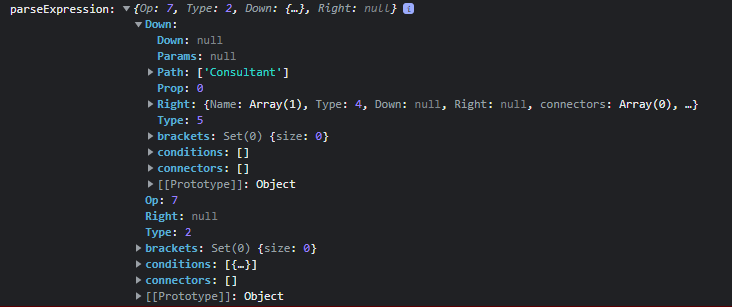 parseExpression: ▼{Op: 7, Type: 2, Down: {…}, Right: null} i
▼Down:
Down: null
Params: null
▶Path: ['Consultant']
Prop: 0
▶Right: {Name: Array(1), Type: 4, Down: null, Right: null, connectors: Array(0), …}
Type: 5
▶brackets: Set(0) {size: 0}
▶conditions: []
▶connectors: []
▶[[Prototype]]: Object
Op: 7
Right: null
Type: 2
▶brackets: Set(0) {size: 0}
▶conditions: [{…}]
▶connectors: []
▶[[Prototype]]: Object